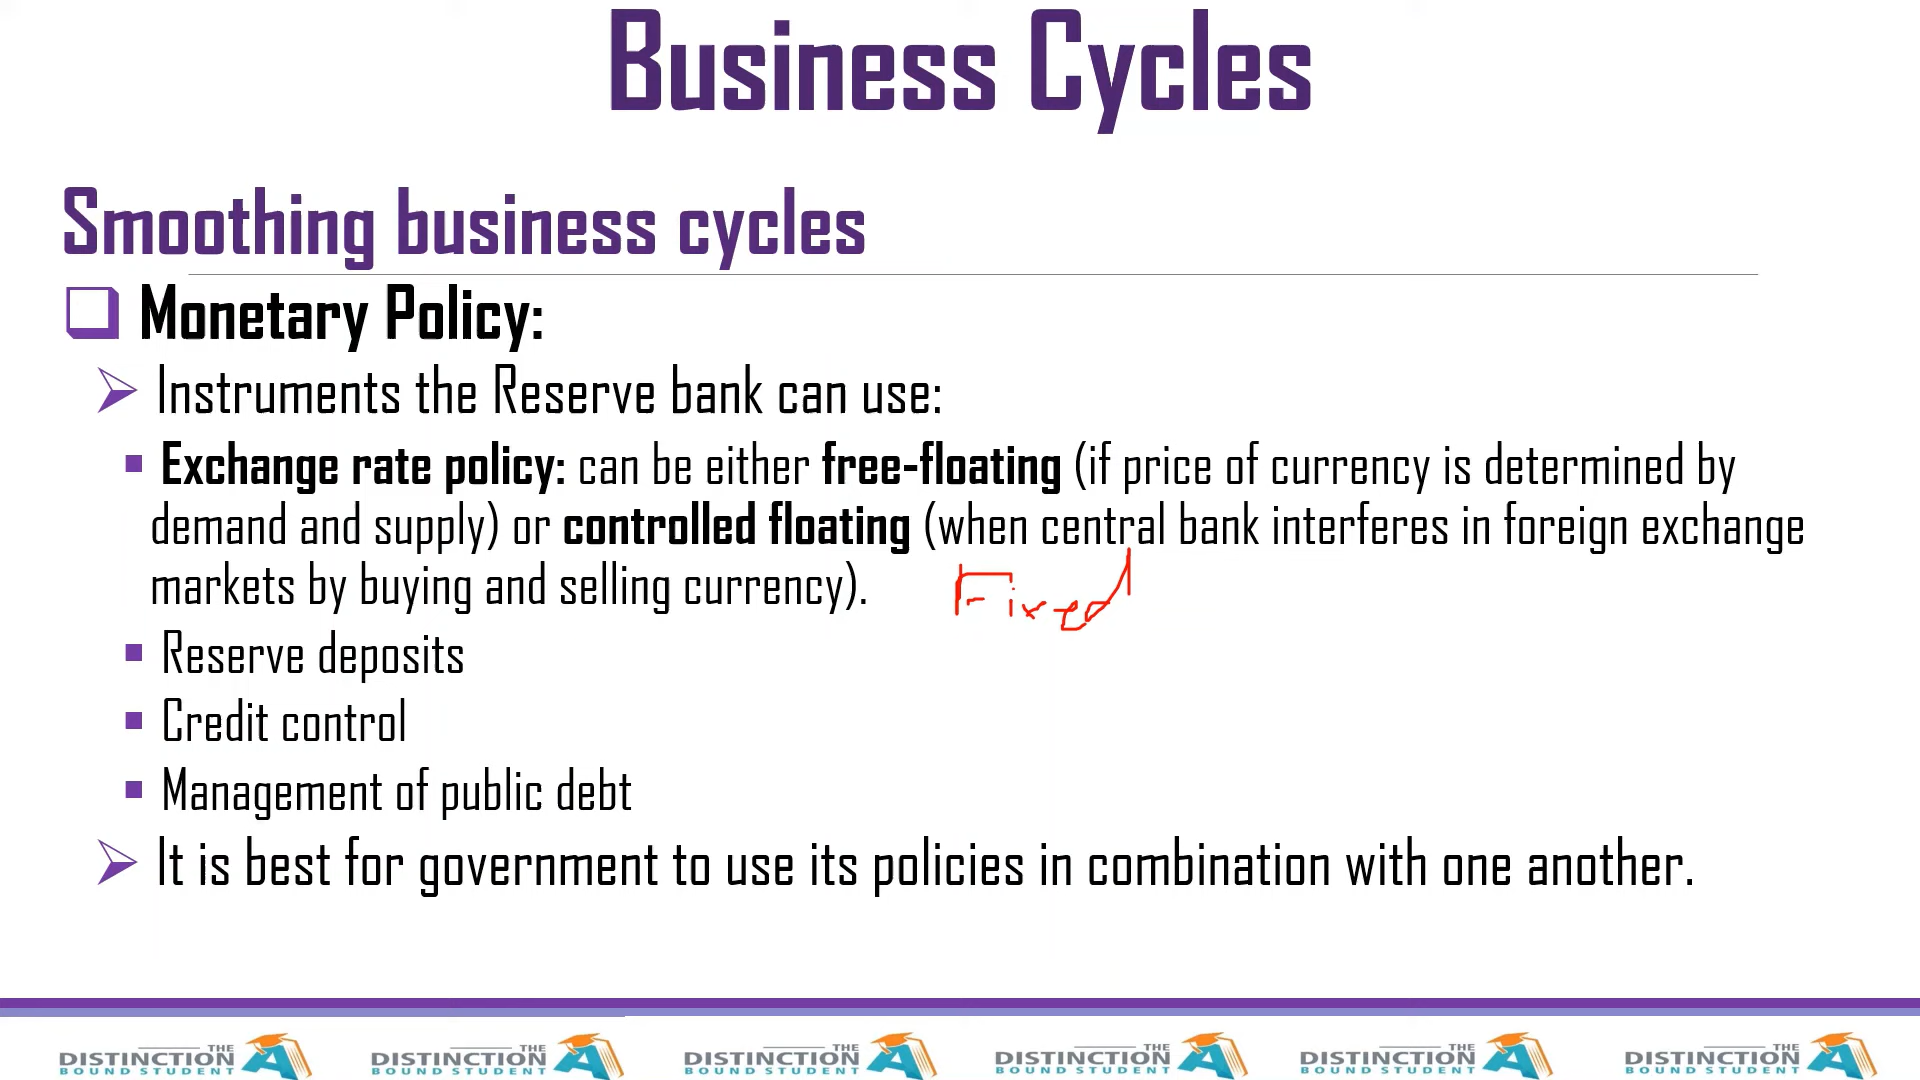 Business Cycles
Smoothing business cycles
Monetary Policy:
Instruments the Reserve bank can use:
Exchange rate policy: can be either free-floating (if price of currency is determined by
demand and supply) or controlled floating (when central bank interferes in foreign exchange
markets by buying and selling currency).
Fixed
Reserve deposits
Credit control
Management of public debt
It is best for government to use its policies in combination with one another.
THE DISTINCTION BOUND STUDENT A
THE DISTINCTION BOUND STUDENT A
THE DISTINCTION BOUND STUDENT A
THE DISTINCTION BOUND STUDENT A
THE DISTINCTION BOUND STUDENT A
THE DISTINCTION BOUND STUDENT A